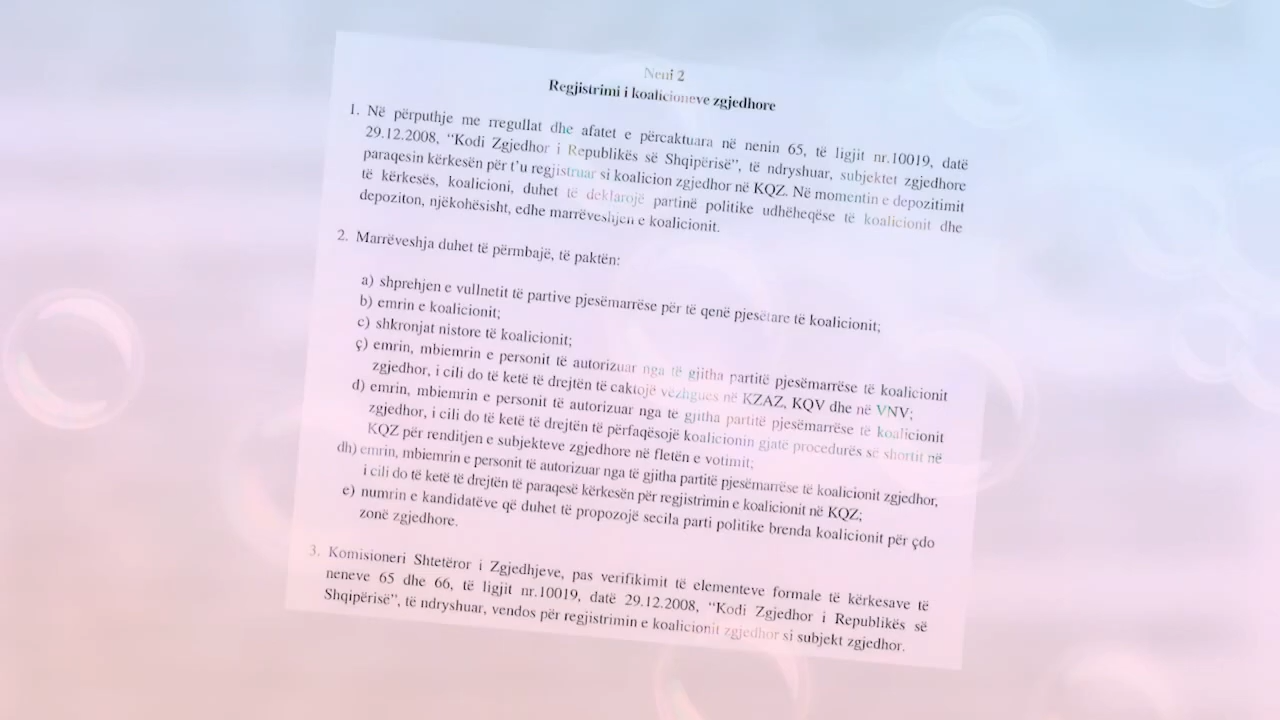 Neni 2
Regjistrimi i koalicioneve zgjedhore
1. Në përputhje me rregullat dhe afatet e përcaktuara në nenin 65, të ligjit nr.10019, datë
29.12.2008, “Kodi Zgjedhor i Republikës së Shqipërisë”, të ndryshuar, subjektet zgjedhore
paraqesin kërkesën për t’u regjistruar si koalicion zgjedhor në KQZ. Në momentin e depozitimit
të kërkesës, koalicioni, duhet të deklarojë partinë politike udhëheqëse të koalicionit dhe
depoziton, njëkohësisht, edhe marrëveshjen e koalicionit.
2. Marrëveshja duhet të përmbajë, të paktën:
a) shprehjen e vullnetit të partive pjesëmarrëse për të qenë pjesëtare të koalicionit;
b) emrin e koalicionit;
c) shkronjat nistore të koalicionit;
ç) emrin, mbiemrin e personit të autorizuar nga të gjitha partitë pjesëmarrëse të koalicionit
zgjedhor, i cili do të ketë të drejtën të caktojë vëzhgues në KZAZ, KQV dhe në VNV;
d) emrin, mbiemrin e personit të autorizuar nga të gjitha partitë pjesëmarrëse të koalicionit
zgjedhor, i cili do të ketë të drejtën të përfaqësojë koalicionin gjatë procedurës së shortit në
KQZ për renditjen e subjekteve zgjedhore në fletën e votimit;
dh) emrin, mbiemrin e personit të autorizuar nga të gjitha partitë pjesëmarrëse të koalicionit zgjedhor,
i cili do të ketë të drejtën të paraqesë kërkesën për regjistrimin e koalicionit në KQZ;
e) numrin e kandidatëve që duhet të propozojë secila parti politike brenda koalicionit për çdo
zonë zgjedhore.
3. Komisioneri Shtetëror i Zgjedhjeve, pas verifikimit të elementeve formale të kërkesave të
neneve 65 dhe 66, të ligjit nr.10019, datë 29.12.2008, “Kodi Zgjedhor i Republikës së
Shqipërisë”, të ndryshuar, vendos për regjistrimin e koalicionit zgjedhor si subjekt zgjedhor.